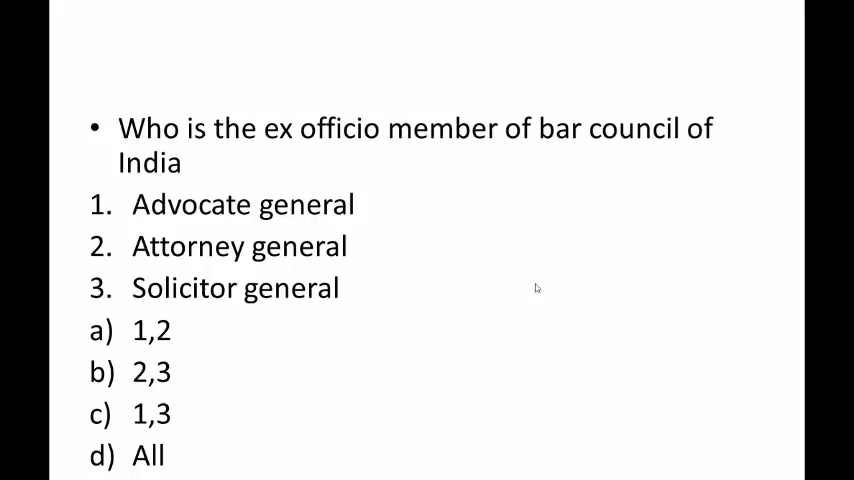 • Who is the ex officio member of bar council of
India
1. Advocate general
2. Attorney general
3. Solicitor general
a) 1,2
b) 2,3
c) 1,3
d) All